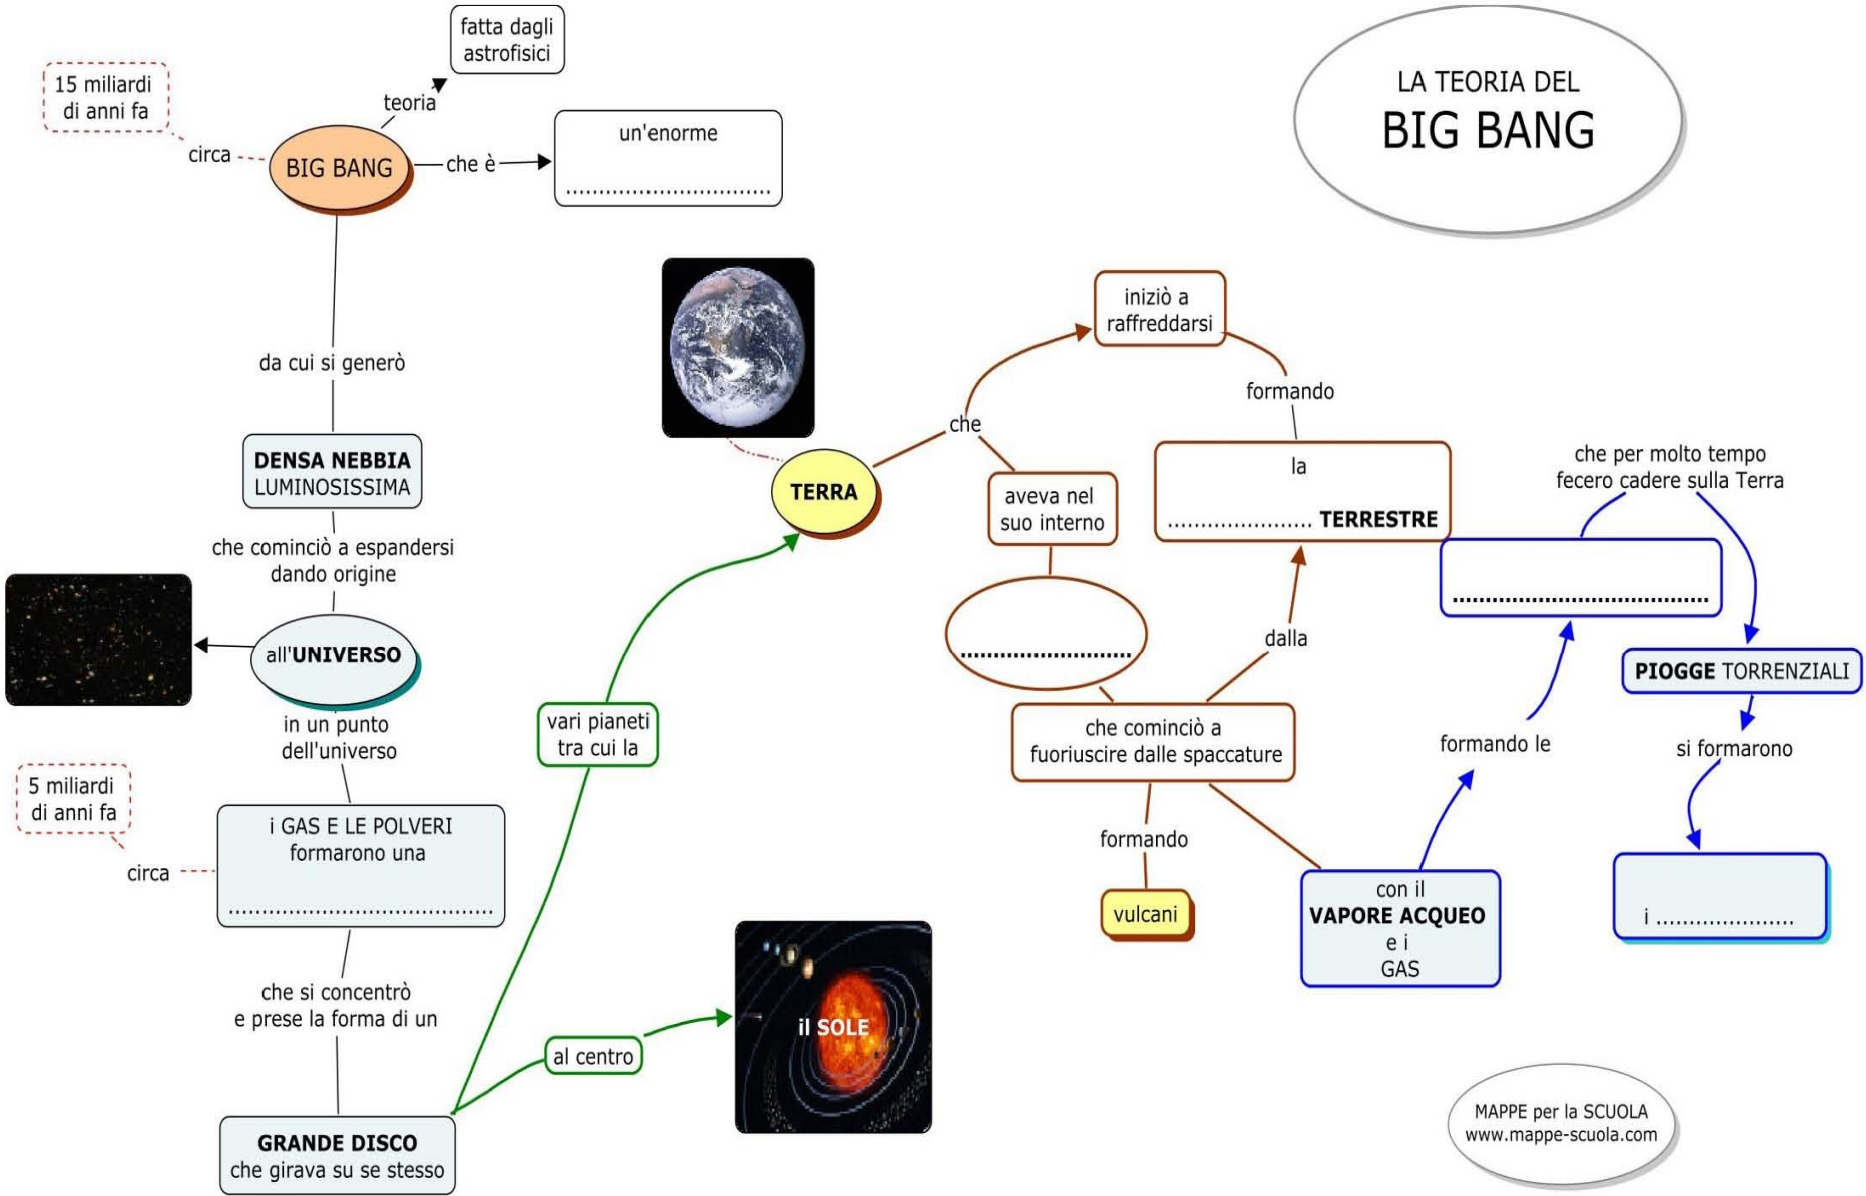 LA TEORIA DEL
BIG BANG
15 miliardi
di anni fa
circa
BIG BANG
teoria
fatta dagli
astrofisici
che è
un'enorme
...............................
da cui si generò
DENSA NEBBIA
LUMINOSISSIMA
che cominciò a espandersi
dando origine
all'UNIVERSO
in un punto
dell'universo
5 miliardi
di anni fa
circa
i GAS E LE POLVERI
formarono una
........................................
che si concentrò
e prese la forma di un
GRANDE DISCO
che girava su se stesso
al centro
il SOLE
vari pianeti
tra cui la
TERRA
che
iniziò a
raffreddarsi
formando
la
...................... TERRESTRE
aveva nel
suo interno
..........................
che cominciò a
fuoriuscire dalle spaccature
dalla
formando
vulcani
con il
VAPORE ACQUEO
e i
GAS
formando le
.......................................
che per molto tempo
fecero cadere sulla Terra
PIOGGE TORRENZIALI
si formarono
i .....................
MAPPE per la SCUOLA
www.mappe-scuola.com